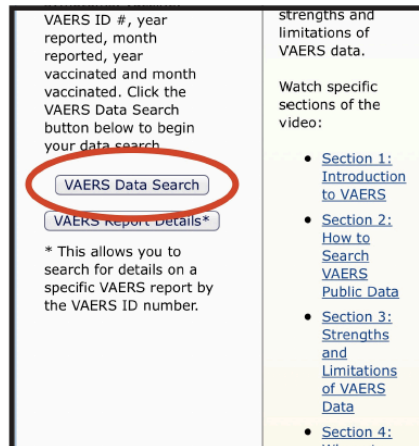 VAERS ID #, year
reported, month
reported, year
vaccinated and month
vaccinated. Click the
VAERS Data Search
button below to begin
your data search.
VAERS Data Search
VAERS Report Details*
* This allows you to
search for details on a
specific VAERS report by
the VAERS ID number.
strengths and
limitations of
VAERS data.
Watch specific
sections of the
video:
• Section 1:
Introduction
to VAERS
• Section 2:
How to
Search
VAERS
Public Data
• Section 3:
Strengths
and
Limitations
of VAERS
Data
• Section 4: